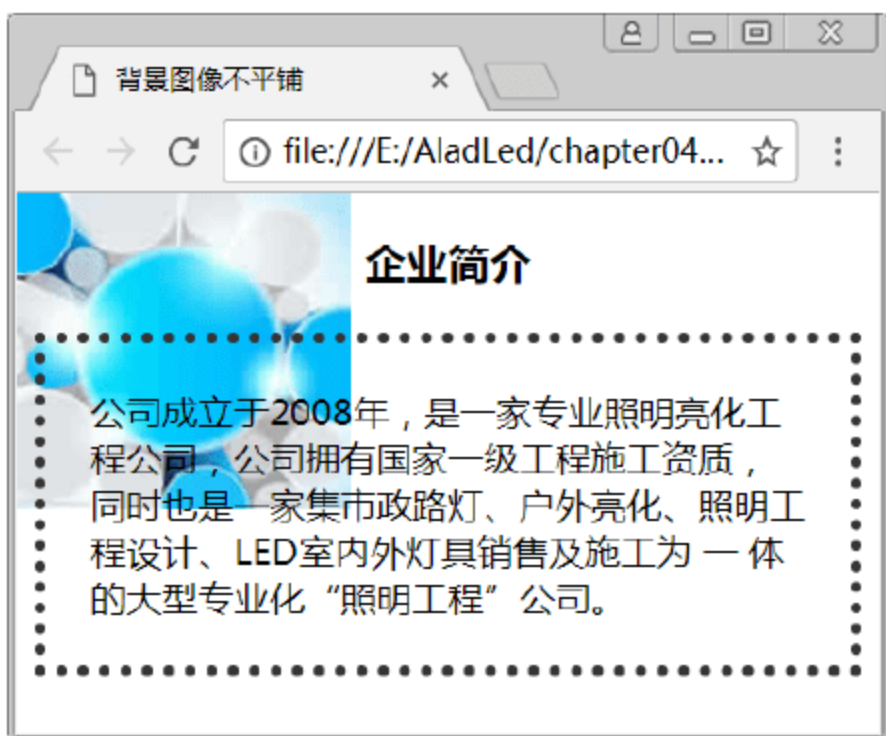 背景图像不平铺
file:///E:/AladLed/chapter04...
企业简介
公司成立于2008年，是一家专业照明亮化工
程公司，公司拥有国家一级工程施工资质，
同时也是一家集市政路灯、户外亮化、照明工
程设计、LED室内外灯具销售及施工为 一 体
的大型专业化“照明工程”公司。